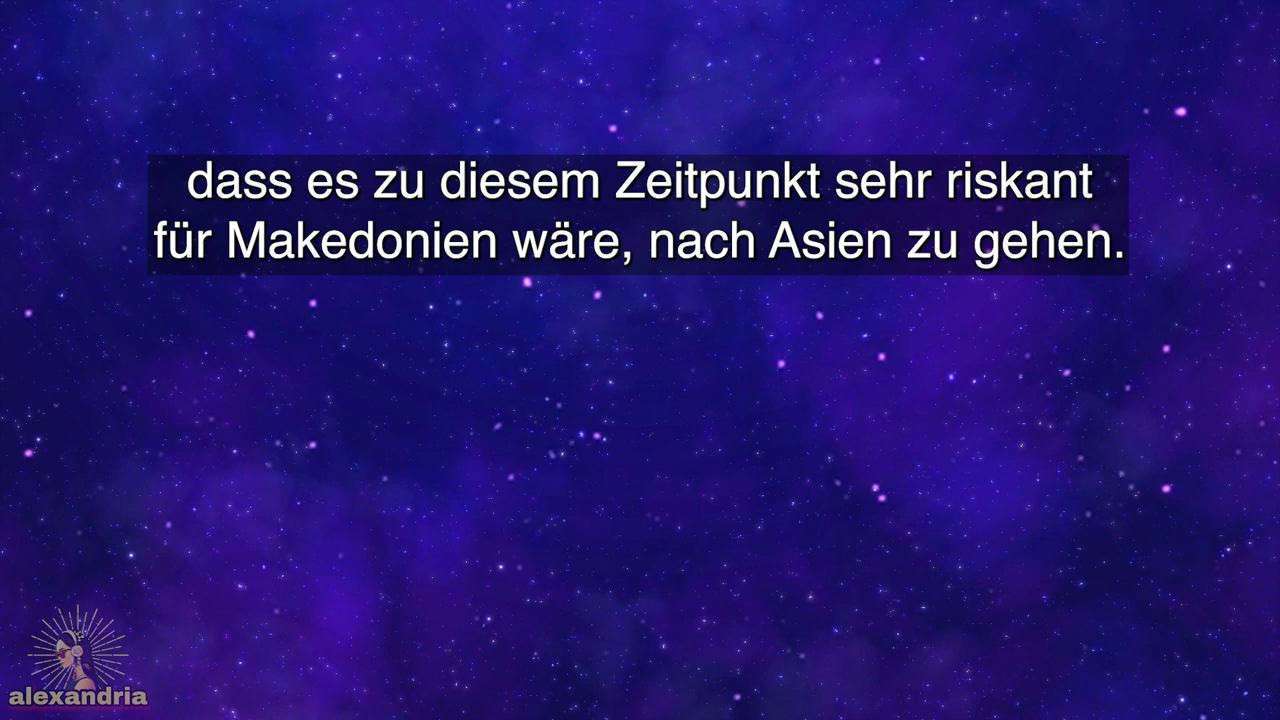 dass es zu diesem Zeitpunkt sehr riskant
für Makedonien wäre, nach Asien zu gehen.
alexandria